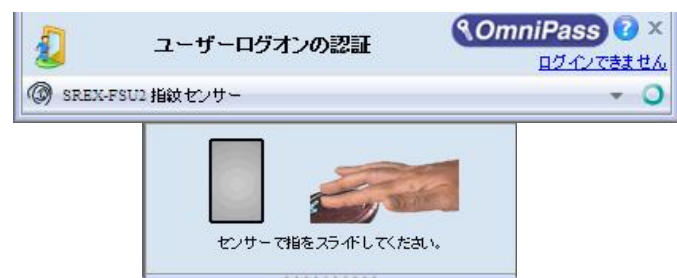 ユーザーログオンの認証
OmniPass ? ×
ログインできません
SREX-FSU2 指紋センサー
センサーで指をスライドしてください。